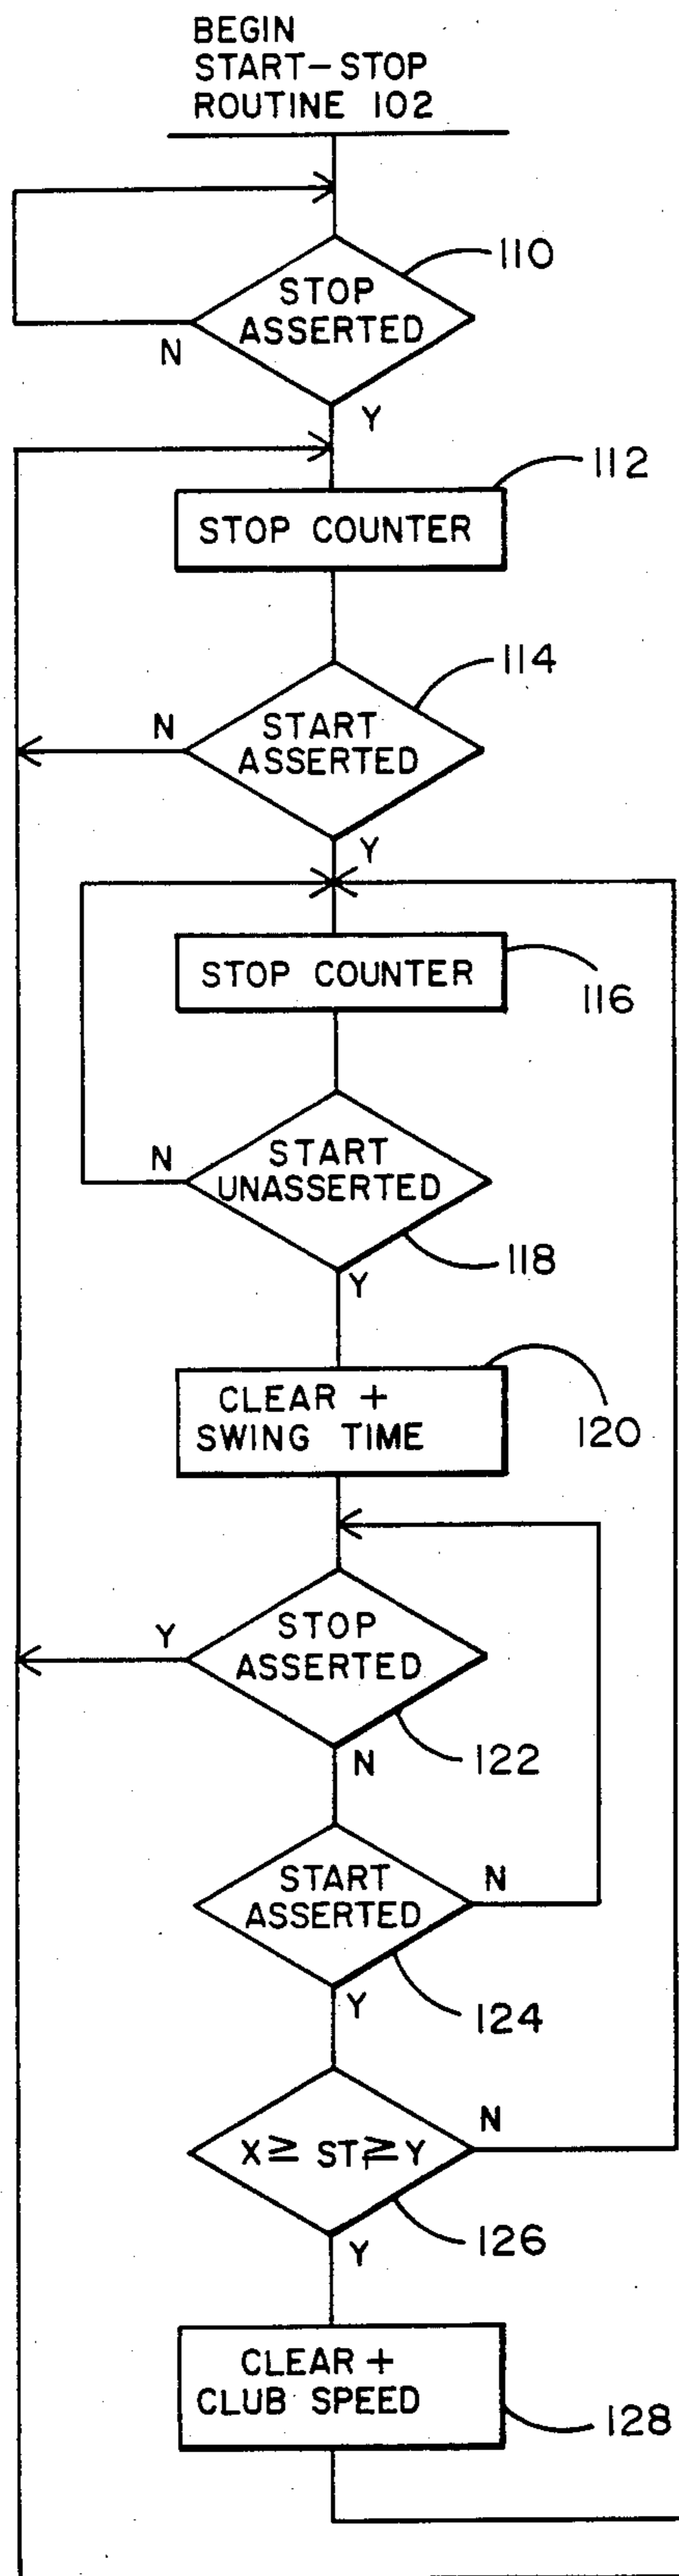 BEGIN
START-STOP
ROUTINE 102
110
STOP
ASSERTED
N
Y
112
STOP COUNTER
114
N
START
ASSERTED
Y
STOP COUNTER
116
START
N
UNASSERTED
118
Y
CLEAR +
SWING TIME
120
Y
STOP
ASSERTED
122
N
START
N
ASSERTED
Y
124
N
X ≥ ST₁ ≥ Y
126
Y
CLEAR +
CLUB SPEED
128